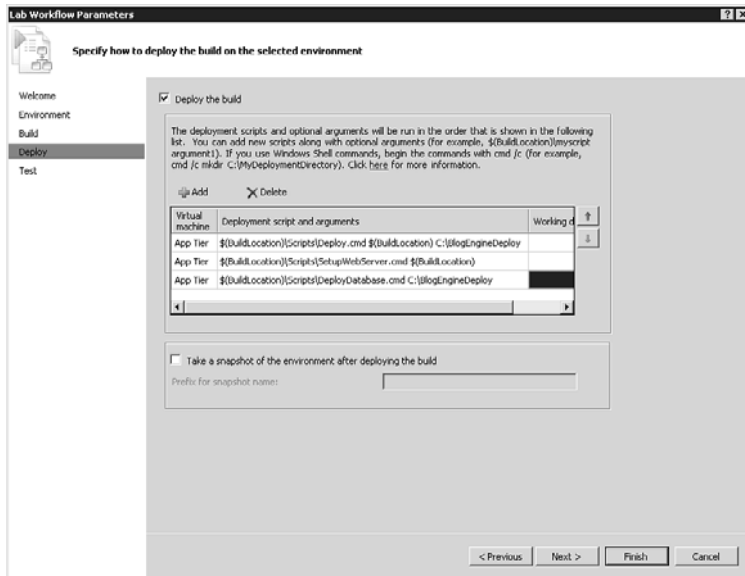 Lab Workflow Parameters
Specify how to deploy the build on the selected environment
Welcome
Environment
Build
Deploy
Test
Deploy the build
The deployment scripts and optional arguments will be run in the order that is shown in the following
list. You can add new scripts along with optional arguments (for example, $(BuildLocation)\myscript
argument1). If you use Windows Shell commands, begin the commands with cmd /c (for example,
cmd /c mkdir C:\MyDeploymentDirectory). Click here for more information.
Add Delete
Virtual machine Deployment script and arguments Working d
App Tier $(BuildLocation)\Scripts\Deploy.cmd $(BuildLocation) C:\BlogEngineDeploy
App Tier $(BuildLocation)\Scripts\SetupWebServer.cmd $(BuildLocation)
App Tier $(BuildLocation)\Scripts\DeployDatabase.cmd C:\BlogEngineDeploy
Take a snapshot of the environment after deploying the build
Prefix for snapshot name:
< Previous Next > Finish Cancel